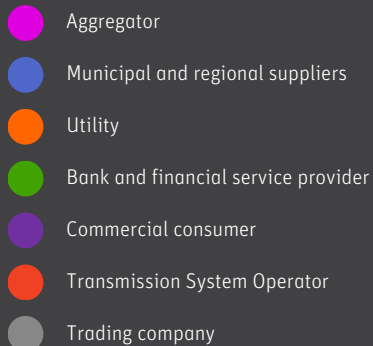 Aggregator
Municipal and regional suppliers
Utility
Bank and financial service provider
Commercial consumer
Transmission System Operator
Trading company